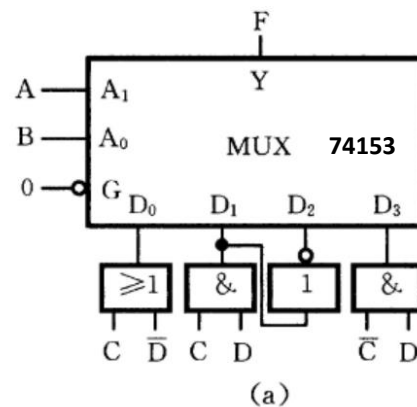 F
A A₁ Y
B A₀ MUX 74153
0 G
D₀ D₁ D₂ D₃
≥1 & 1 &
C D̅ C D C̅ D
(a)